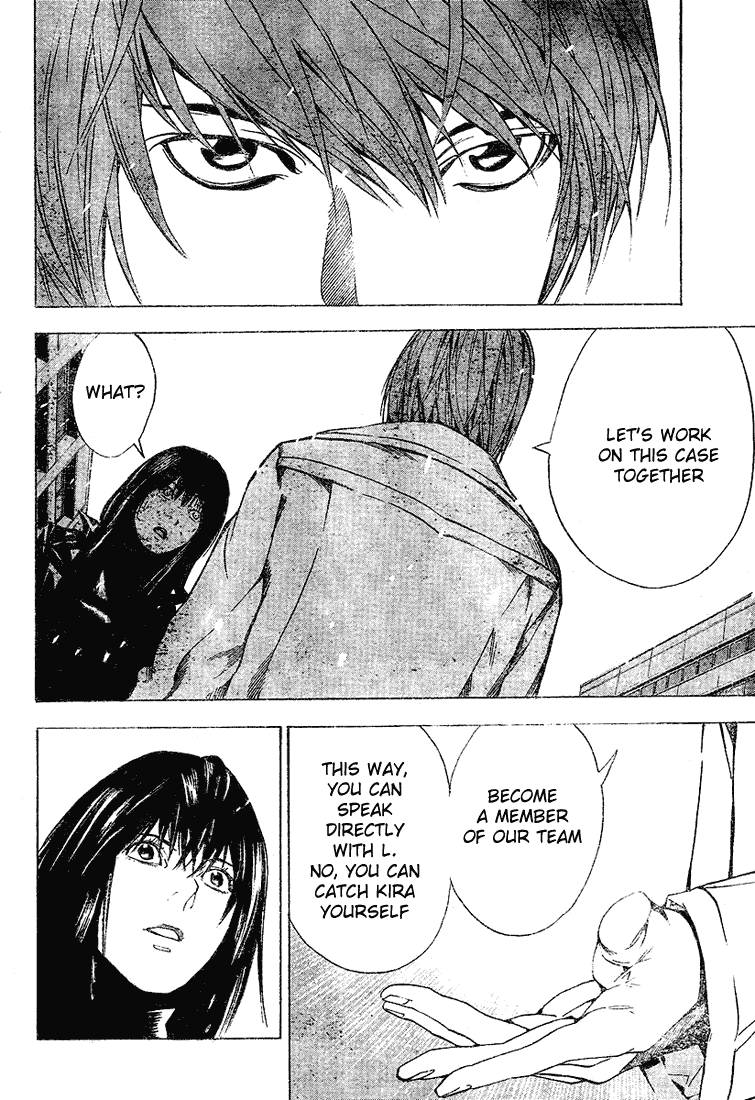 LET'S WORK
ON THIS CASE
TOGETHER
WHAT?
BECOME
A MEMBER
OF OUR TEAM
THIS WAY,
YOU CAN
SPEAK
DIRECTLY
WITH L.
NO, YOU CAN
CATCH KIRA
YOURSELF